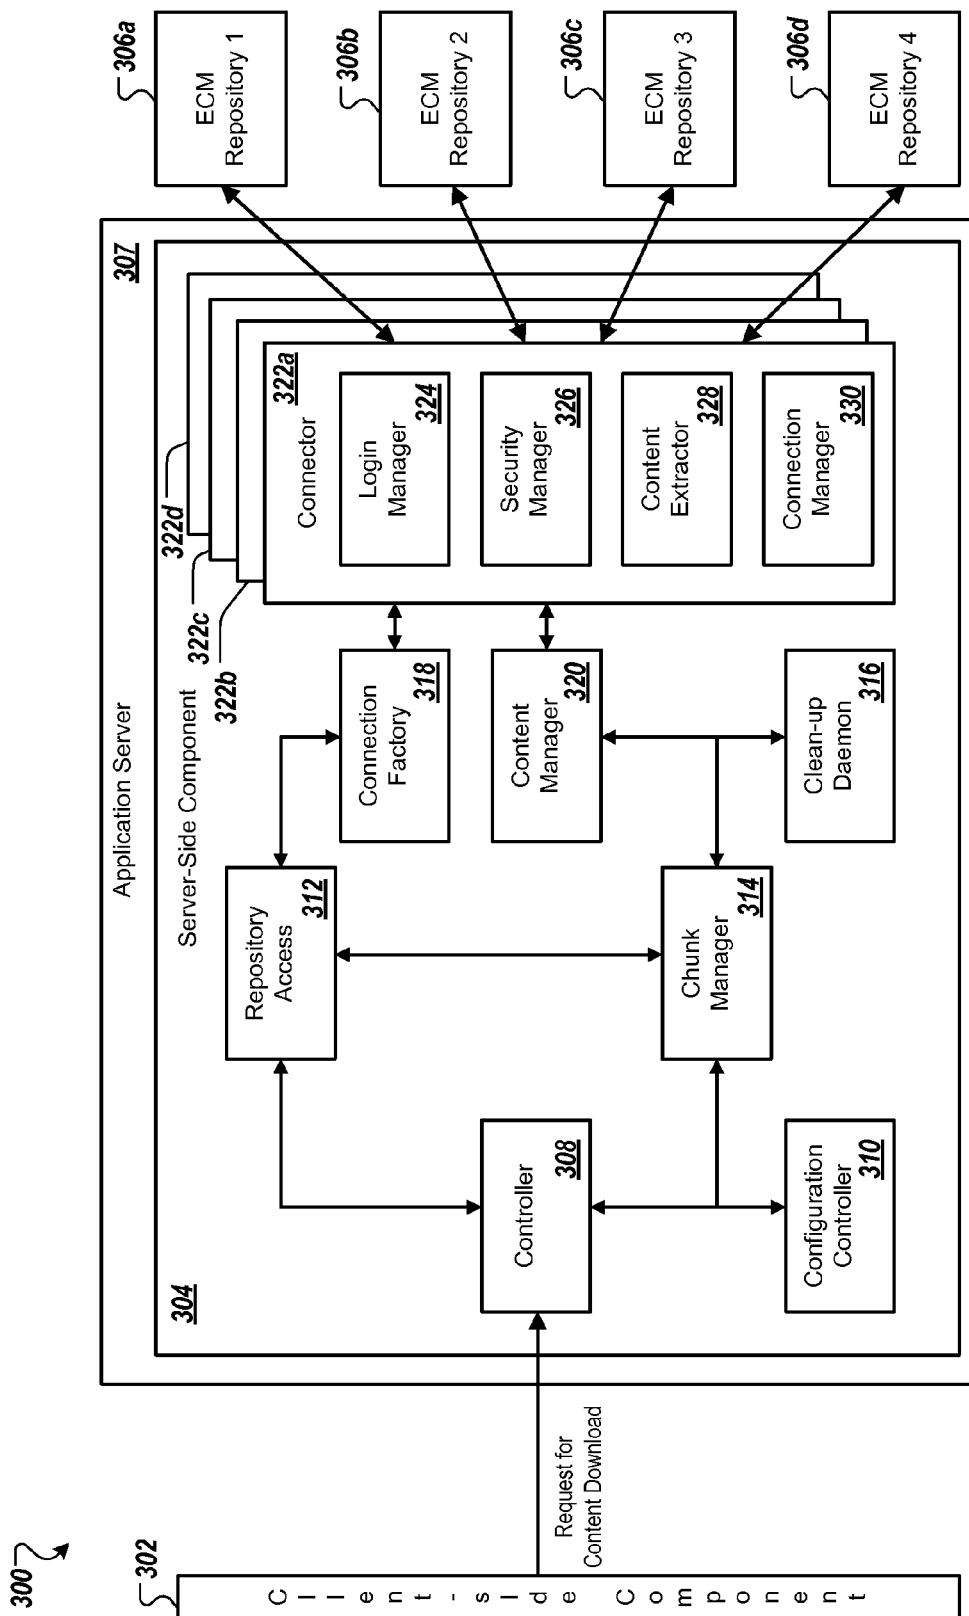 300
302
Client-side Component
Request for
Content Download
Application Server
307
304
Server-Side Component
Controller
308
Configuration
Controller
310
Repository
Access
312
Chunk
Manager
314
Connection
Factory
318
Content
Manager
320
Clean-up
Daemon
316
322b
322c
322d
322a
Connector
Login
Manager
324
Security
Manager
326
Content
Extractor
328
Connection
Manager
330
306a
ECM
Repository 1
306b
ECM
Repository 2
306c
ECM
Repository 3
306d
ECM
Repository 4